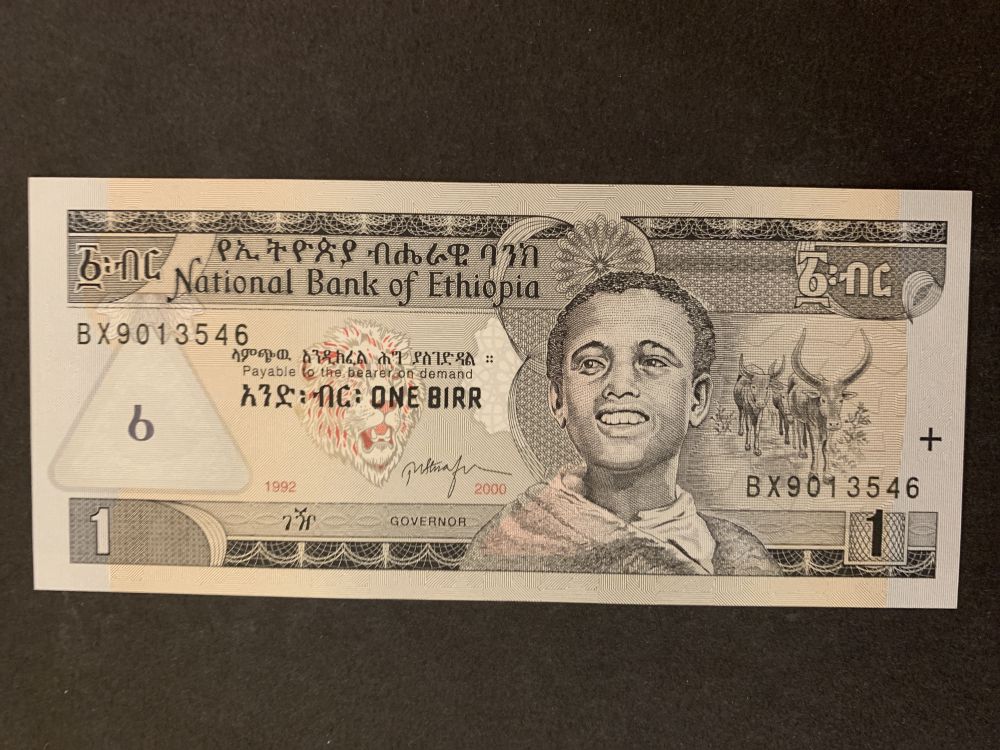 ፩፡ብር
የኢትዮጵያ ብሔራዊ ባንክ
National Bank of Ethiopia
፩፡ብር
BX9013546
ላምጭዉ እንዲከፈል ሕግ ያስገድዳል ።
Payable to the bearer on demand
አንድ፡ብር፡ ONE BIRR
፩
+
1992
2000
BX9013546
1
ገዥ
GOVERNOR
1